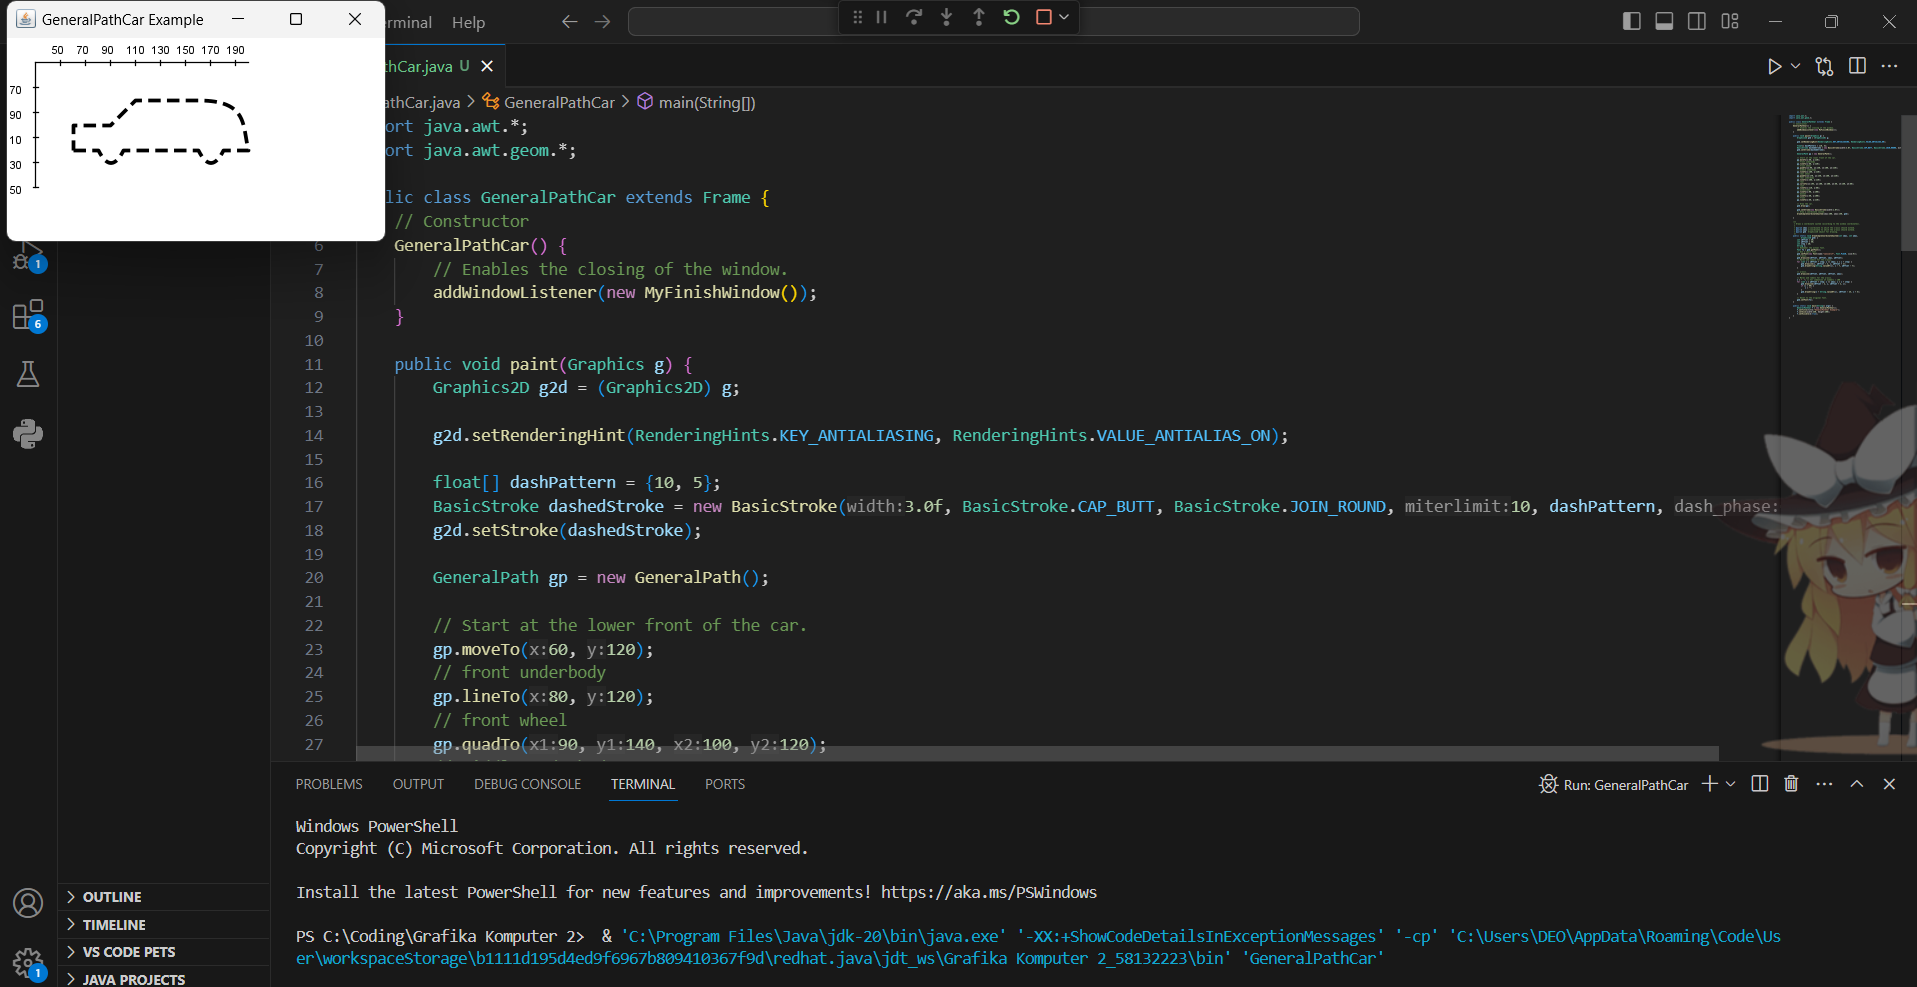 GeneralPathCar Example
erminal Help
50 70 90 110 130 150 170 190
70
90
10
30
50
hCar.java U
athCar.java > GeneralPathCar > main(String[])
ort java.awt.*;
ort java.awt.geom.*;
lic class GeneralPathCar extends Frame {
// Constructor
6 GeneralPathCar() {
7 // Enables the closing of the window.
8 addWindowListener(new MyFinishWindow());
9 }
10
11 public void paint(Graphics g) {
12 Graphics2D g2d = (Graphics2D) g;
13
14 g2d.setRenderingHint(RenderingHints.KEY_ANTIALIASING, RenderingHints.VALUE_ANTIALIAS_ON);
15
16 float[] dashPattern = {10, 5};
17 BasicStroke dashedStroke = new BasicStroke(width:3.0f, BasicStroke.CAP_BUTT, BasicStroke.JOIN_ROUND, miterlimit:10, dashPattern, dash_phase:
18 g2d.setStroke(dashedStroke);
19
20 GeneralPath gp = new GeneralPath();
21
22 // Start at the lower front of the car.
23 gp.moveTo(x:60, y:120);
24 // front underbody
25 gp.lineTo(x:80, y:120);
26 // front wheel
27 gp.quadTo(x1:90, y1:140, x2:100, y2:120);
1
6
PROBLEMS OUTPUT DEBUG CONSOLE TERMINAL PORTS
Run: GeneralPathCar
Windows PowerShell
Copyright (C) Microsoft Corporation. All rights reserved.
Install the latest PowerShell for new features and improvements! https://aka.ms/PSWindows
PS C:\Coding\Grafika Komputer 2> & 'C:\Program Files\Java\jdk-20\bin\java.exe' '-XX:+ShowCodeDetailsInExceptionMessages' '-cp' 'C:\Users\DEO\AppData\Roaming\Code\Us
er\workspaceStorage\b1111d195d4ed9f6967b809410367f9d\redhat.java\jdt_ws\Grafika Komputer 2_58132223\bin' 'GeneralPathCar'
OUTLINE
TIMELINE
VS CODE PETS
JAVA PROJECTS
1